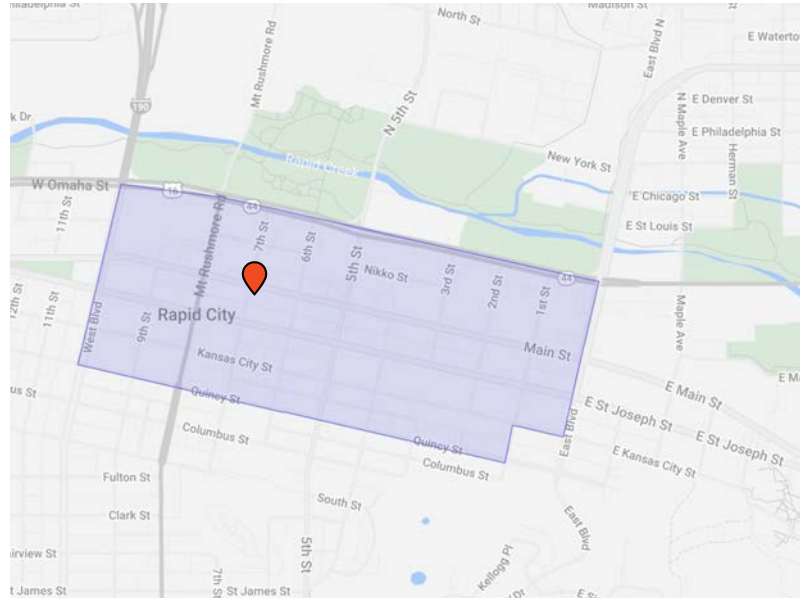 Madison St
North St
East Blvd N
E Waterto
Mt Rushmore Rd
E Denver St
190
N 5th St
N Maple Ave
k Dr
E Philadelphia St
Herman St
New York St
Rapid Creek
W Omaha St
16
E Chicago St
44
11th St
E St Louis St
7th St
Mt Rushmore Rd
6th St
5th St
Nikko St
3rd St
44
2nd St
1st St
12th St
11th St
Rapid City
Maple Ave
West Blvd
9th St
Main St
Kansas City St
E M
E Main St
us St
Quincy St
E St Joseph St
East Blvd
Columbus St
Quincy St
E St Joseph St
E Kansas City St
Columbus St
Fulton St
South St
Clark St
East Blvd
5th St
irview St
Kellogg Pl
7th St
t James St
St James St
Dr